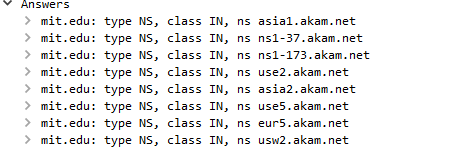 Answers
mit.edu: type NS, class IN, ns asia1.akam.net
mit.edu: type NS, class IN, ns ns1-37.akam.net
mit.edu: type NS, class IN, ns ns1-173.akam.net
mit.edu: type NS, class IN, ns use2.akam.net
mit.edu: type NS, class IN, ns asia2.akam.net
mit.edu: type NS, class IN, ns use5.akam.net
mit.edu: type NS, class IN, ns eur5.akam.net
mit.edu: type NS, class IN, ns usw2.akam.net